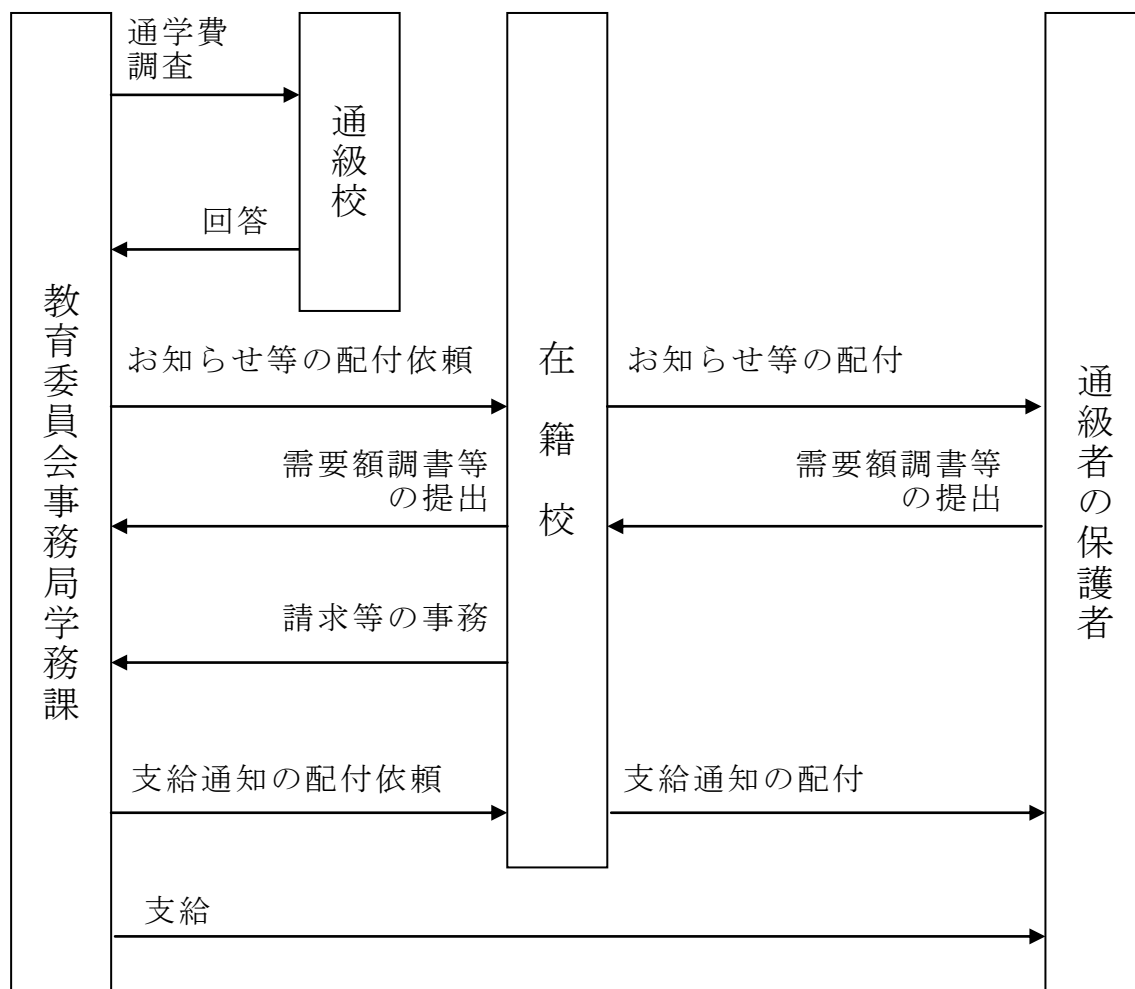 通学費
調査
通級校
回答
教育委員会事務局学務課
お知らせ等の配付依頼
在籍校
お知らせ等の配付
通級者の保護者
需要額調書等
の提出
需要額調書等
の提出
請求等の事務
支給通知の配付依頼
支給通知の配付
支給